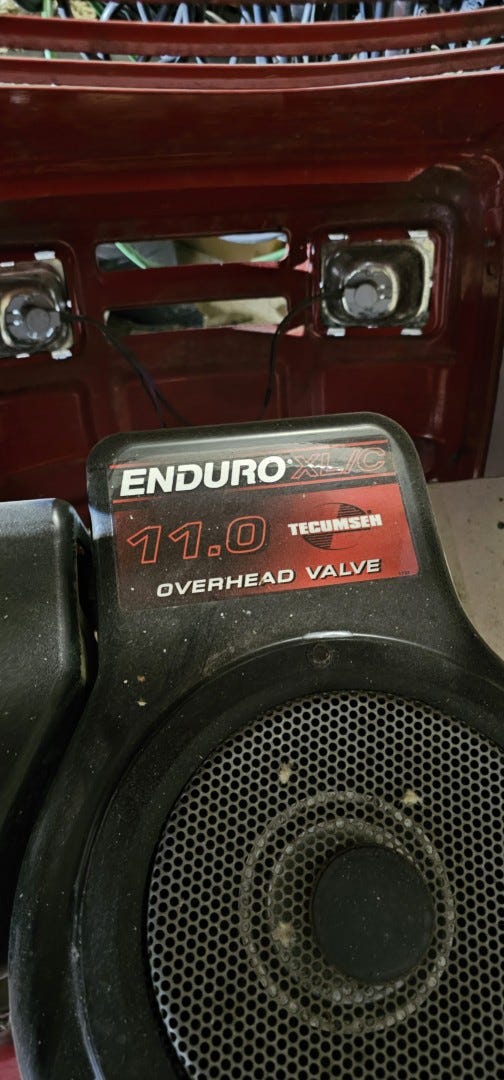 ENDURO® XL/C
11.0 TECUMSEH
OVERHEAD VALVE